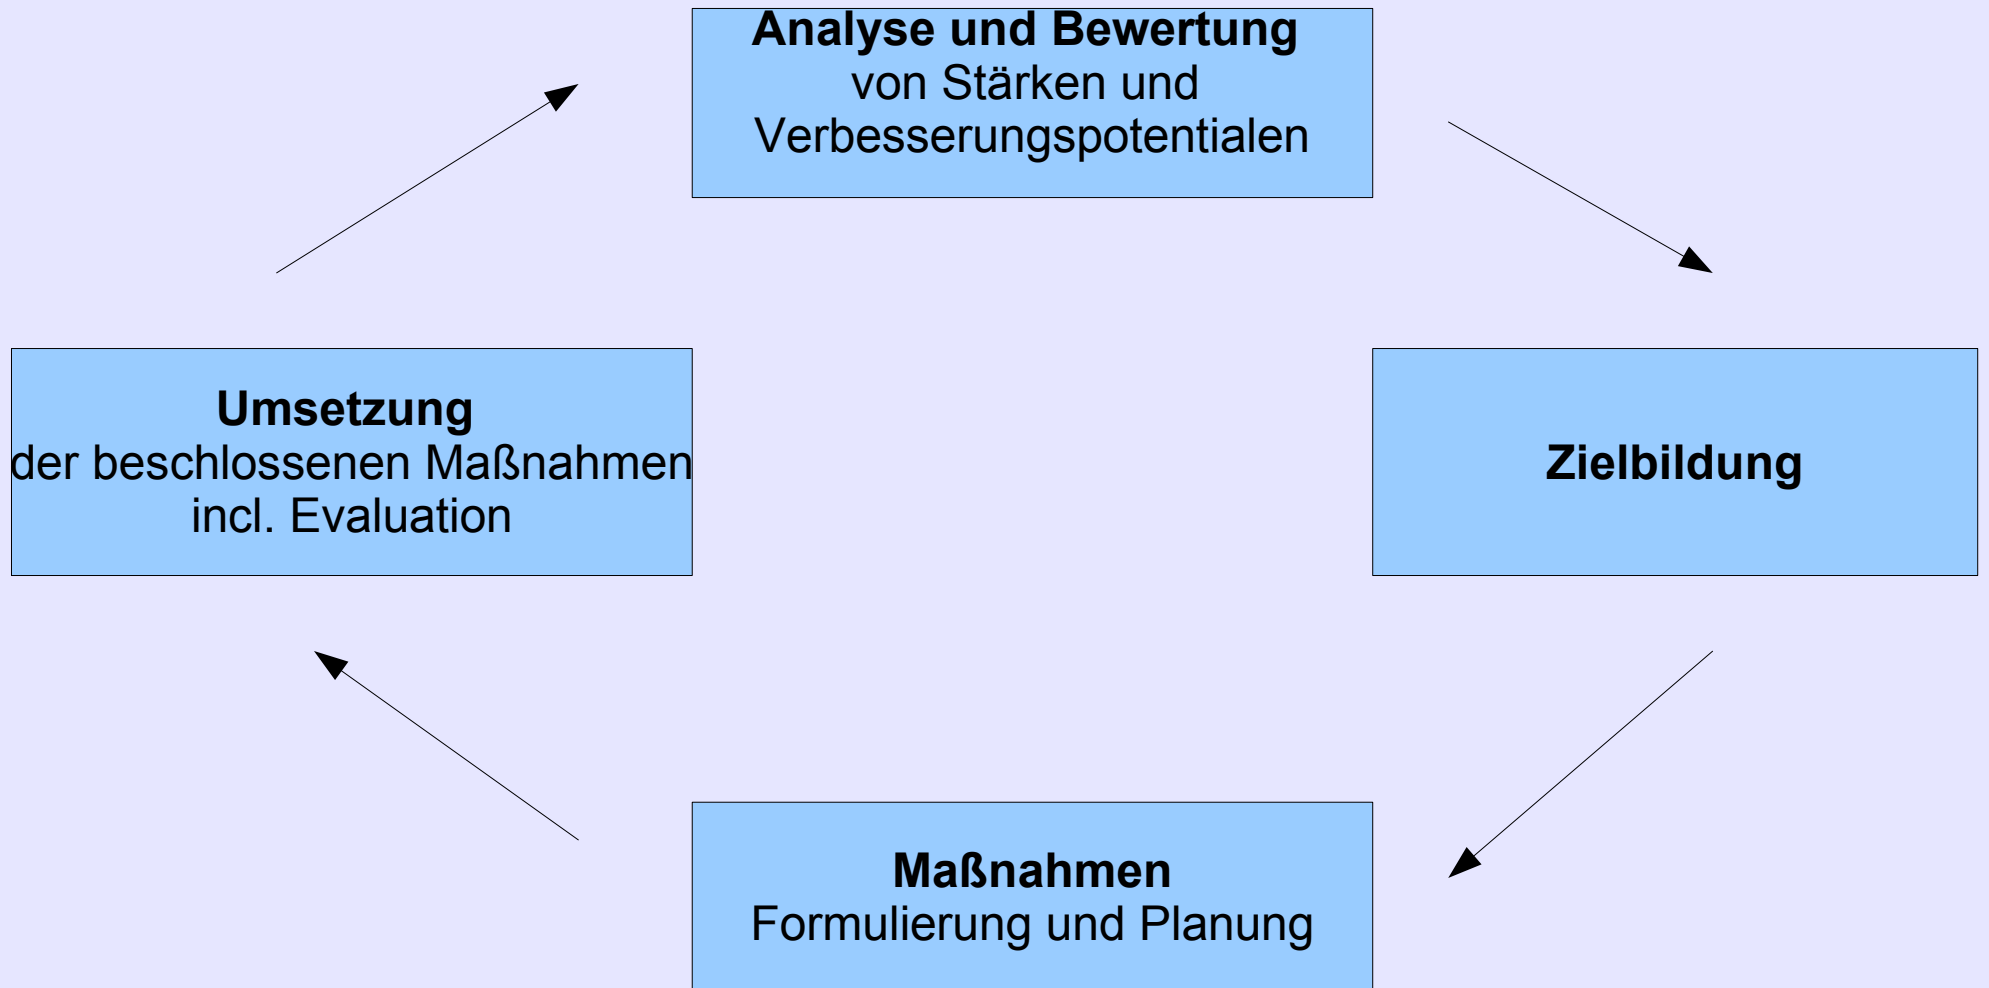 Analyse und Bewertung
von Stärken und
Verbesserungspotentialen
Umsetzung
der beschlossenen Maßnahmen
incl. Evaluation
Zielbildung
Maßnahmen
Formulierung und Planung